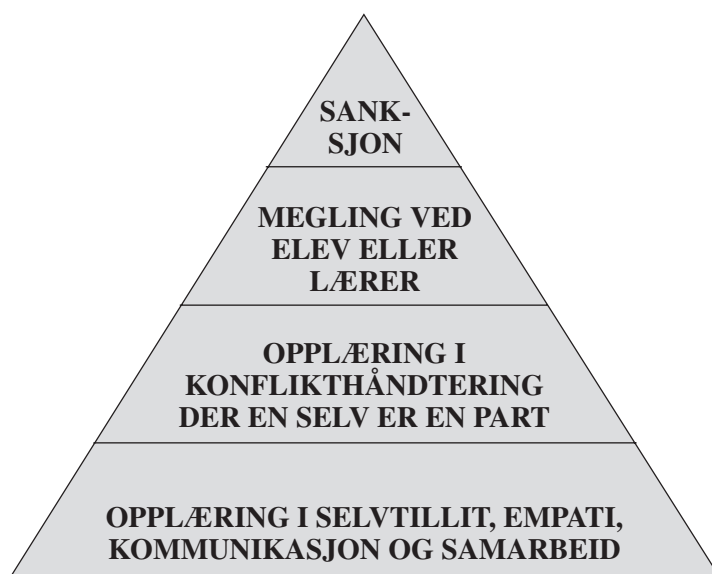 SANK-
SJON
MEGLING VED
ELEV ELLER
LÆRER
OPPLÆRING I
KONFLIKTHÅNDTERING
DER EN SELV ER EN PART
OPPLÆRING I SELVTILLIT, EMPATI,
KOMMUNIKASJON OG SAMARBEID